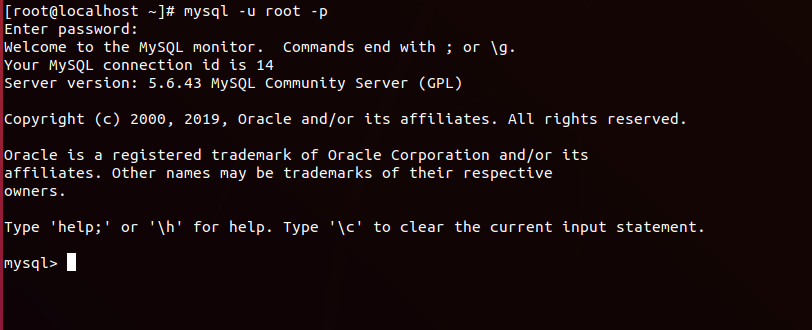 [root@localhost ~]# mysql -u root -p
Enter password:
Welcome to the MySQL monitor.  Commands end with ; or \g.
Your MySQL connection id is 14
Server version: 5.6.43 MySQL Community Server (GPL)
Copyright (c) 2000, 2019, Oracle and/or its affiliates. All rights reserved.
Oracle is a registered trademark of Oracle Corporation and/or its
affiliates. Other names may be trademarks of their respective
owners.
Type 'help;' or '\h' for help. Type '\c' to clear the current input statement.
mysql>